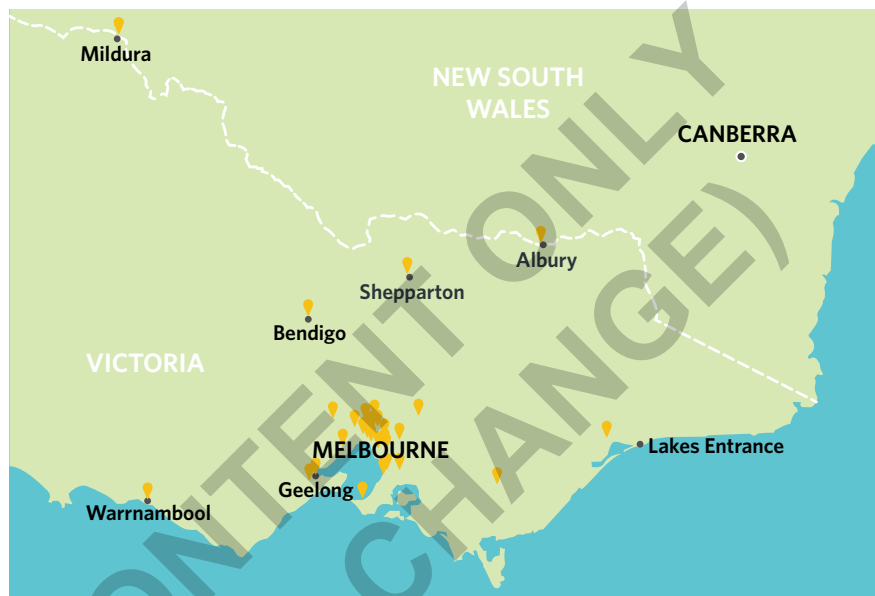 Mildura
NEW SOUTH
WALES
CANBERRA
Albury
Shepparton
Bendigo
VICTORIA
MELBOURNE
Lakes Entrance
Geelong
Warrnambool
ONTENT ONLY
CHANGE)